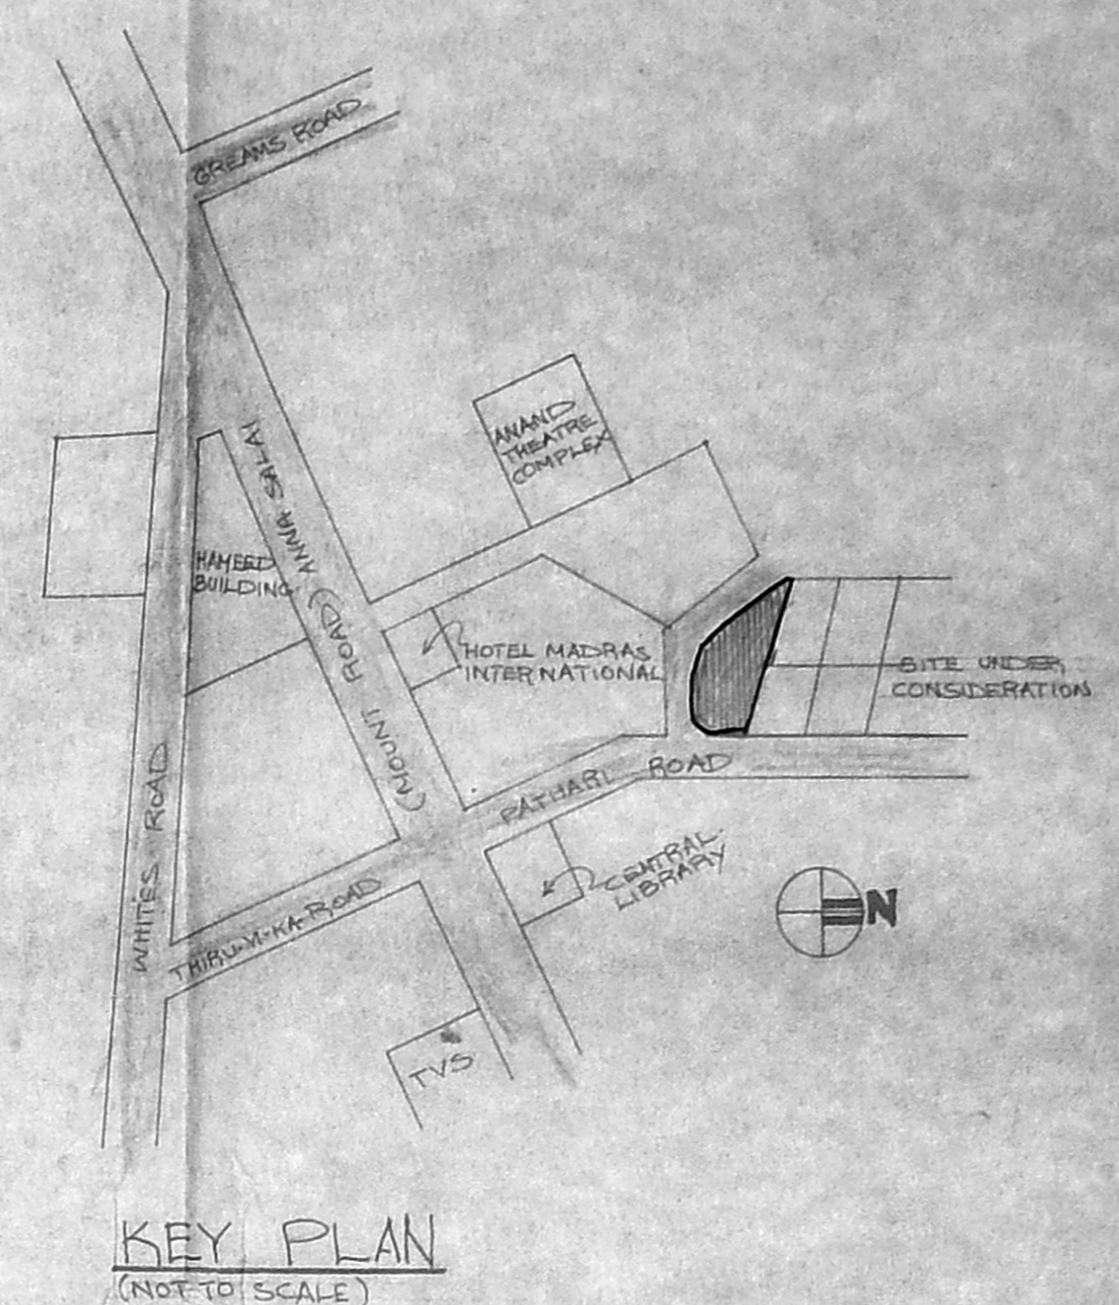 GREAMS ROAD
ANAND
THEATRE
COMPLEX
(MOUNT ROAD) ANNA SALAI
HAMEED
BUILDING
HOTEL MADRAS
INTERNATIONAL
SITE UNDER
CONSIDERATION
PATHARI ROAD
CENTRAL
LIBRARY
N
WHITES ROAD
THIRU-VI-KA-ROAD
TVS
KEY PLAN
(NOT TO SCALE)